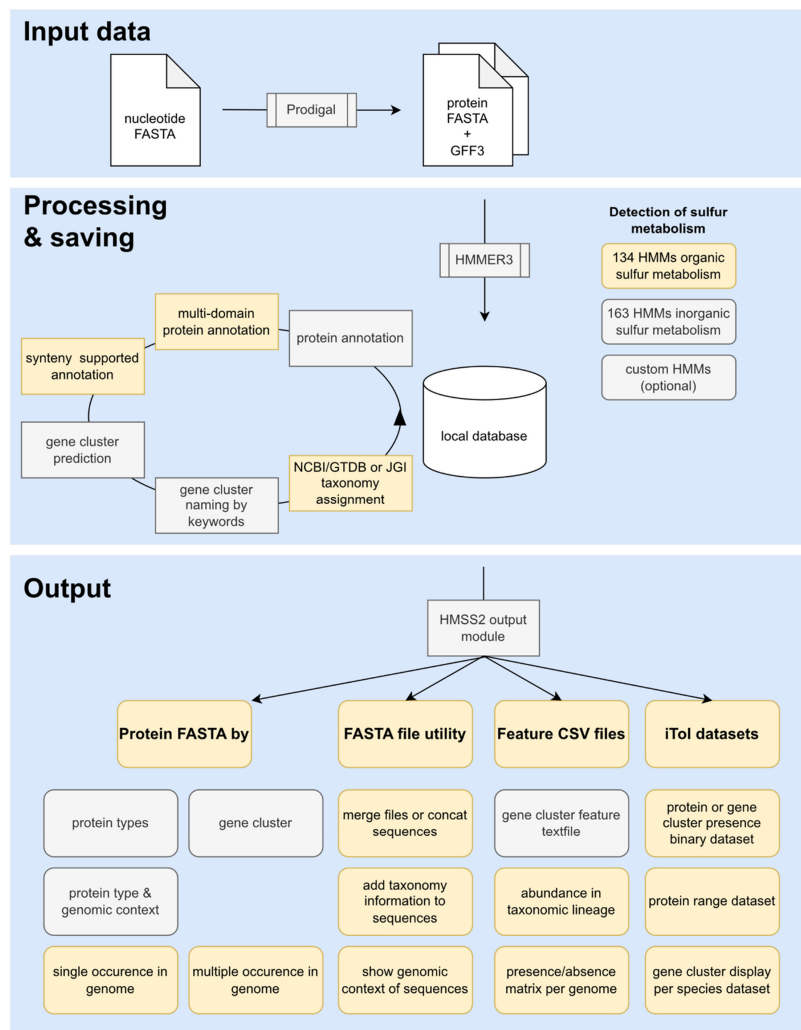 Input data
nucleotide
FASTA
Prodigal
protein
FASTA
+
GFF3
Processing
& saving
HMMER3
Detection of sulfur
metabolism
134 HMMs organic
sulfur metabolism
163 HMMs inorganic
sulfur metabolism
custom HMMs
(optional)
multi-domain
protein annotation
protein annotation
synteny supported
annotation
gene cluster
prediction
gene cluster
naming by
keywords
NCBI/GTDB or JGI
taxonomy
assignment
local database
Output
HMSS2 output
module
Protein FASTA by
FASTA file utility
Feature CSV files
iTol datasets
protein types
gene cluster
merge files or concat
sequences
gene cluster feature
textfile
protein or gene
cluster presence
binary dataset
protein type &
genomic context
add taxonomy
information to
sequences
abundance in
taxonomic lineage
protein range dataset
single occurence in
genome
multiple occurence in
genome
show genomic
context of sequences
presence/absence
matrix per genome
gene cluster display
per species dataset